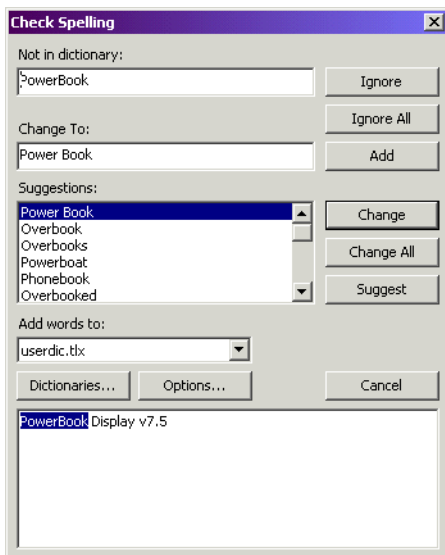 Check Spelling
Not in dictionary:
PowerBook
Ignore
Ignore All
Change To:
Power Book
Add
Suggestions:
Power Book
Overbook
Overbooks
Powerboat
Phonebook
Overbooked
Change
Change All
Suggest
Add words to:
userdic.tlx
Dictionaries...
Options...
Cancel
PowerBook Display v7.5